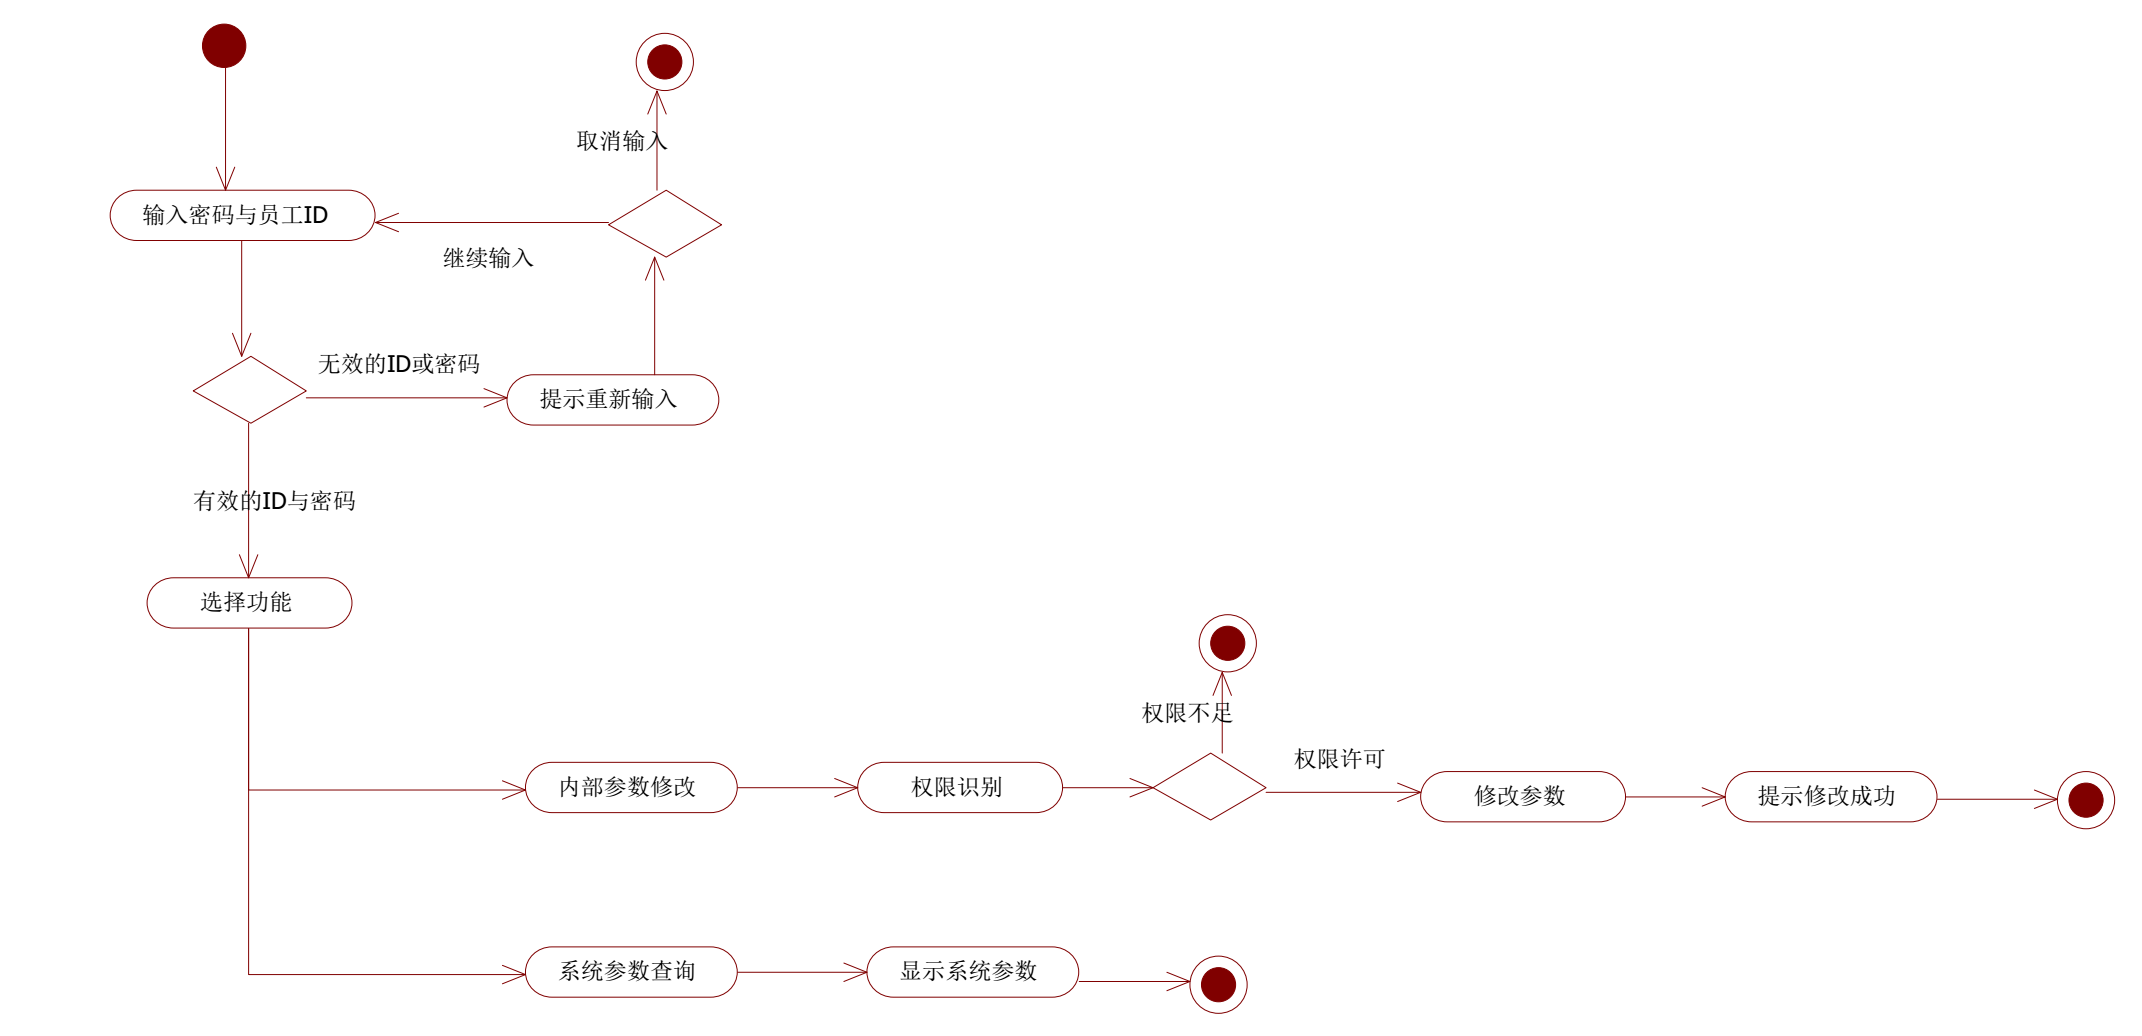 取消输入
输入密码与员工ID
继续输入
无效的ID或密码
提示重新输入
有效的ID与密码
选择功能
权限不足
权限许可
内部参数修改
权限识别
修改参数
提示修改成功
系统参数查询
显示系统参数